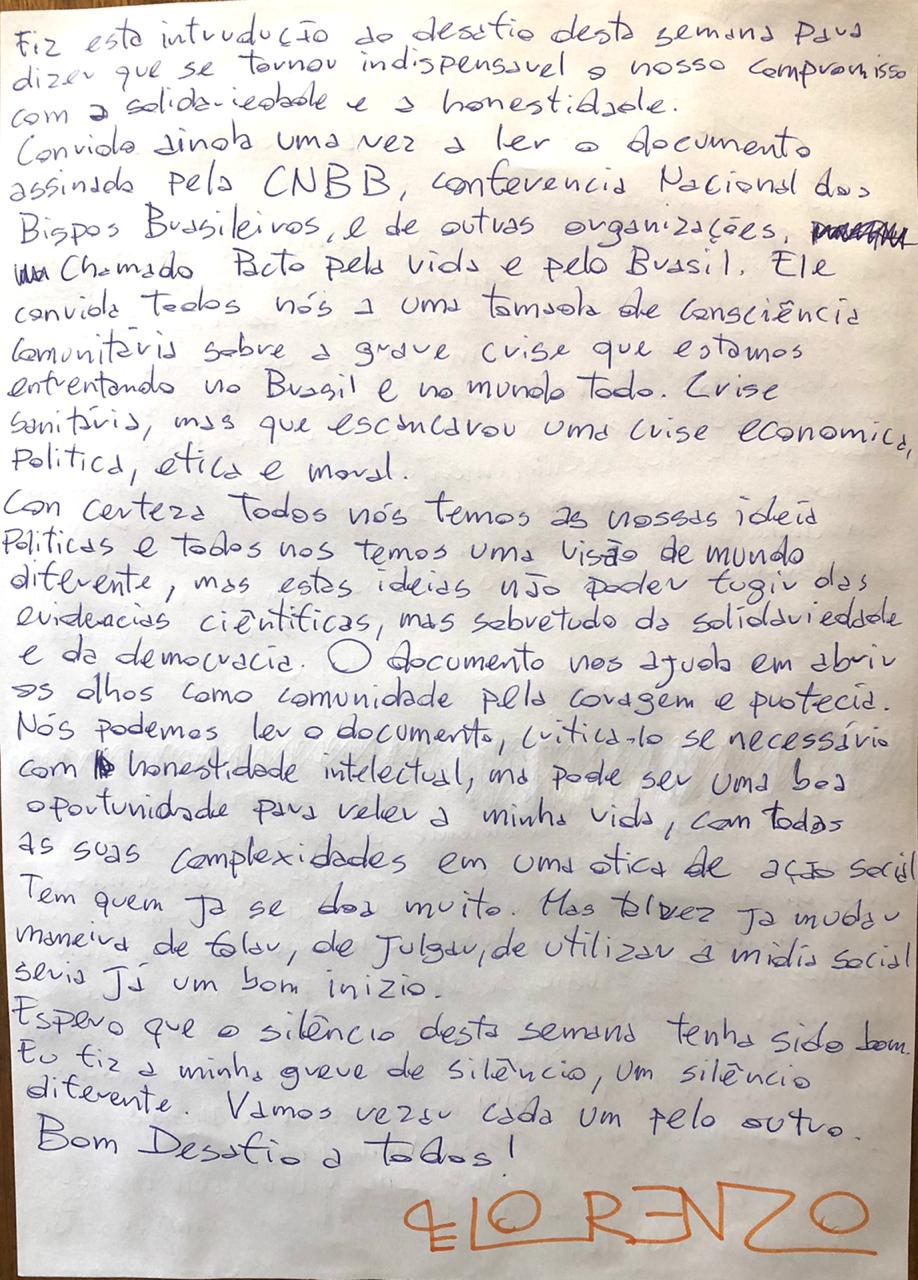 Fiz esta introdução ao desafio desta semana para
dizer que se tornou indispensavel o nosso compromisso
com a solidariedade e a honestidade.
Convido ainda uma vez a ler o documento
assinado pela CNBB, conferencia Nacional dos
Bispos Brasileiros, e de outras organizações,
Chamado Pacto pela vida e pelo Brasil. Ele
convida todos nós a uma tomada de consciência
comunitária sobre a grave crise que estamos
enfrentando no Brasil e no mundo todo. Crise
sanitária, mas que escancarou uma crise economica,
politica, etica e moral.
Con certeza todos nós temos as nossas ideia
politicas e todos nos temos uma visão de mundo
diferente, mas estas ideias não poder fugir das
evidencias ciêntificas, mas sobretudo da solidariedade
e da democracia. O documento nos ajuda em abrir
os olhos como comunidade pela coragem e profecia.
Nós podemos ler o documento, critica-lo se necessário
com honestidade intelectual, ma pode ser uma boa
oportunidade para reler a minha vida, com todas
as suas complexidades em uma otica de ação social
Tem quem ja se doa muito. Mas talvez ja mudar
maneira de falar, de julgar, de utilizar a midia social
seria já um bom inizio.
Espero que o silêncio desta semana tenha sido bom.
Eu fiz a minha greve de silêncio, um silêncio
diferente. Vamos rezar cada um pelo outro.
Bom Desafio a todos!
LORENZO